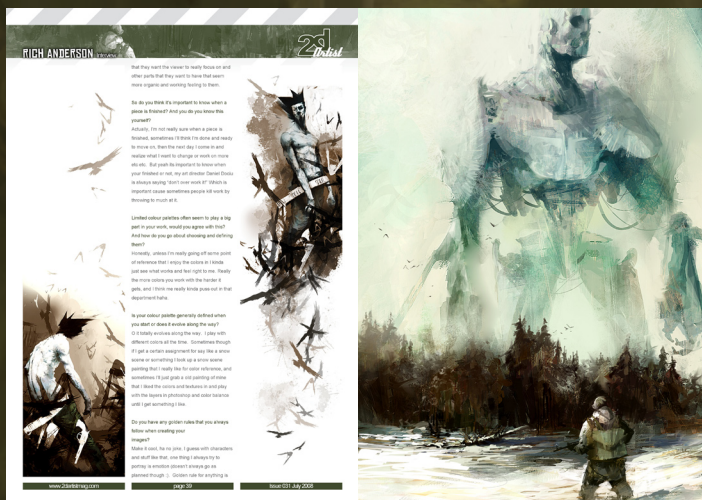 RICH ANDERSON Interview
2d Artist
that they want the viewer to really focus on and
other parts that they want to have that seem
more organic and working feeling to them.
So do you think it's important to know when a
piece is finished? And you do you know this
yourself?
Actually, I'm not really sure when a piece is
finished, sometimes I'll think I'm done and ready
to move on, then the next day I come in and
realize what I want to change or work on more
etc etc. But yeah its important to know when
your finished or not, my art director Daniel Dociu
is always saying "don't over work it!" Which is
important cause sometimes people kill work by
throwing to much at it.
Limited colour palettes often seem to play a big
part in your work, would you agree with this?
And how do you go about choosing and defining
them?
Honestly, unless I'm really going off some point
of reference that I enjoy the colors in I kinda
just see what works and feel right to me. Really
the more colors you work with the harder it
gets, and I think me really kinda puss out in that
department hehe.
Is your colour palette generally defined when
you start or does it evolve along the way?
O it totally evolves along the way. I play with
different colors all the time. Sometimes though
if I get a certain assignment for say like a snow
scene or something I look up a snow scene
painting that I really like for color reference, and
sometimes I'll just grab a old painting of mine
that I liked the colors and textures in and play
with the layers in photoshop and color balance
until I get something I like.
Do you have any golden rules that you always
follow when creating your
images?
Make it cool, ha no joke. I guess with characters
and stuff like that, one thing I always try to
portray is emotion doesn't always go as
planned though :). Golden rule for anything is
www.2dartistmag.com
page 39
issue 031 July 2008